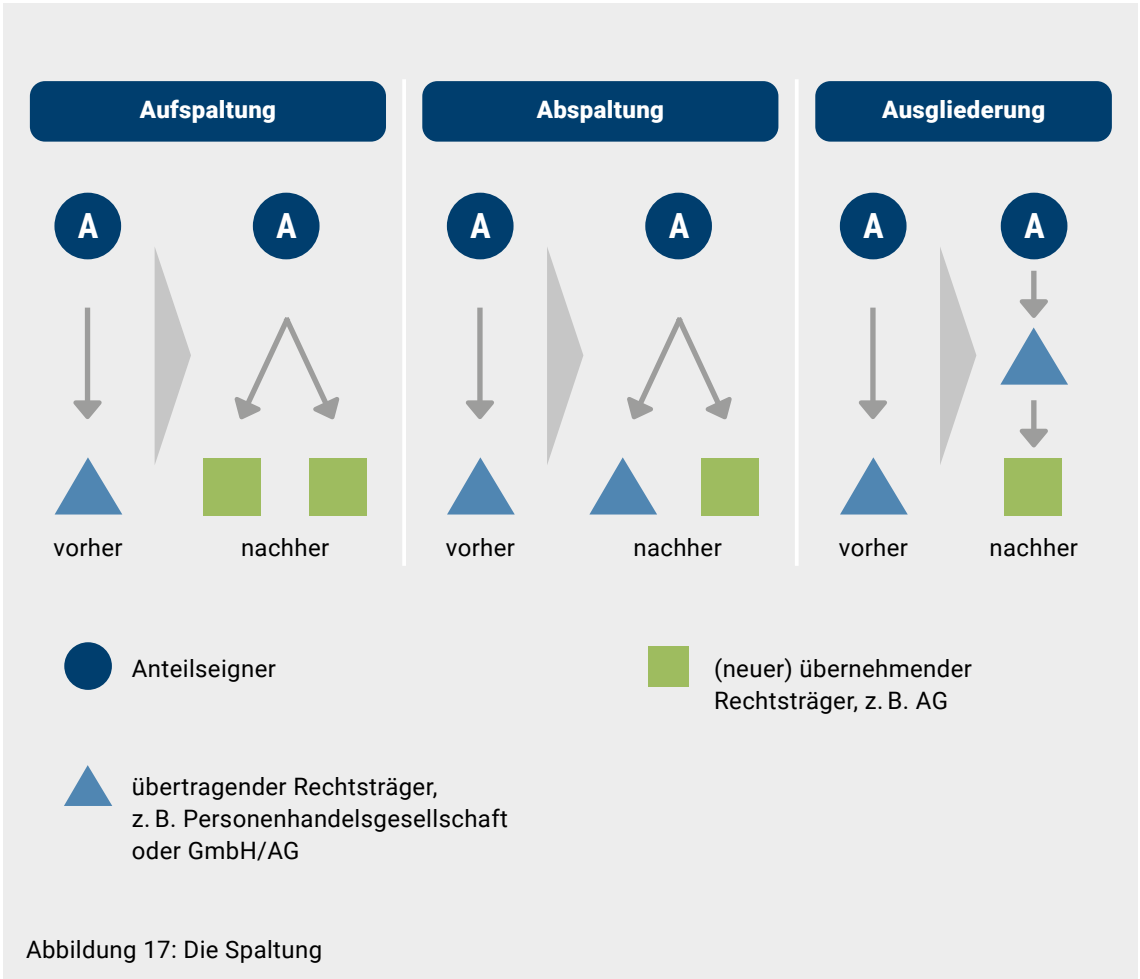 Aufspaltung
Abspaltung
Ausgliederung
A
A
A
A
A
A
vorher
nachher
vorher
nachher
vorher
nachher
Anteilseigner
(neuer) übernehmender
Rechtsträger, z. B. AG
übertragender Rechtsträger,
z. B. Personenhandelsgesellschaft
oder GmbH/AG
Abbildung 17: Die Spaltung